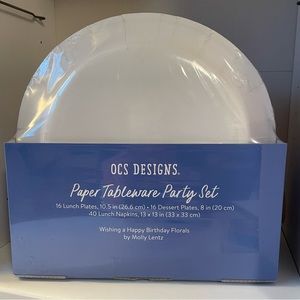 OCS DESIGNS.
Paper Tableware Party Set
16 Lunch Plates, 10.5 in (26.6 cm) • 16 Dessert Plates, 8 in (20 cm)
40 Lunch Napkins, 13 x 13 in (33 x 33 cm)
Wishing a Happy Birthday Florals
by Molly Lentz